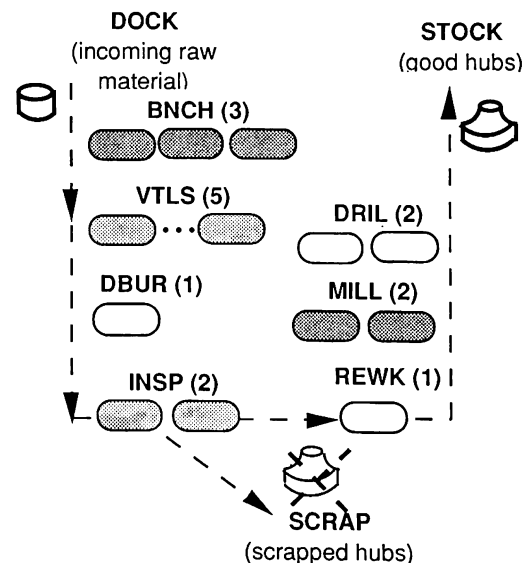 DOCK
(incoming raw
material)
BNCH (3)
VTLS (5)
DBUR (1)
INSP (2)
STOCK
(good hubs)
DRIL (2)
MILL (2)
REWK (1)
SCRAP
(scrapped hubs)